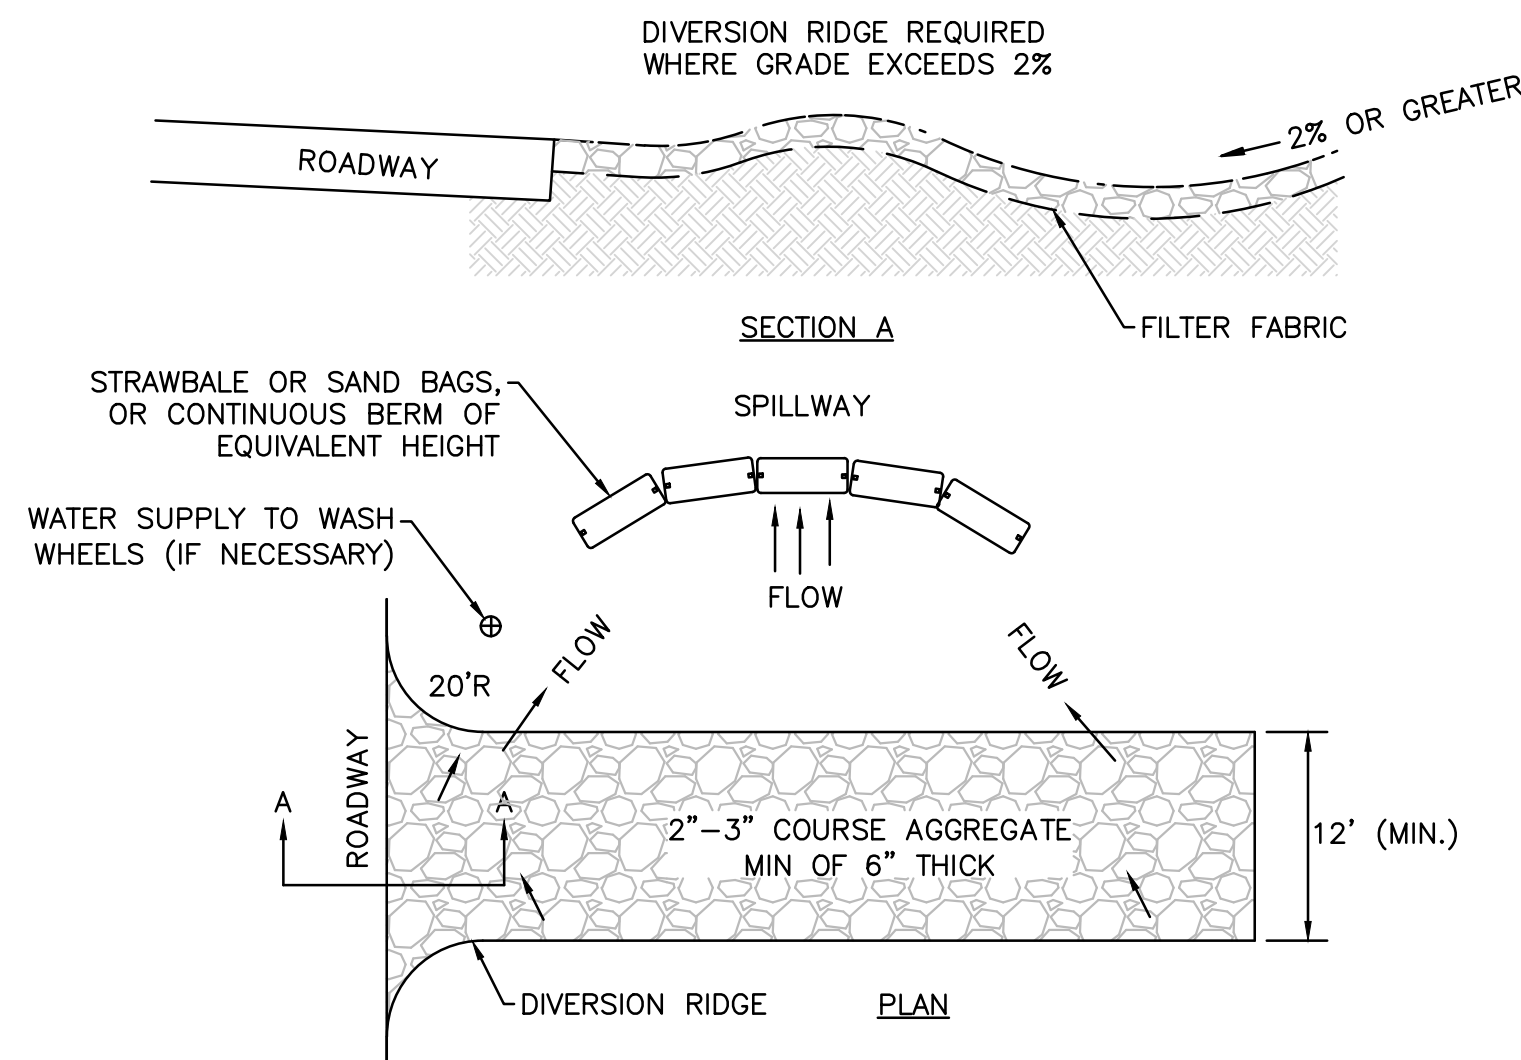 DIVERSION RIDGE REQUIRED
WHERE GRADE EXCEEDS 2%
2% OR GREATER
ROADWAY
SECTION A
FILTER FABRIC
STRAWBALE OR SAND BAGS,
OR CONTINUOUS BERM OF
EQUIVALENT HEIGHT
SPILLWAY
WATER SUPPLY TO WASH
WHEELS (IF NECESSARY)
FLOW
FLOW
FLOW
20'R
ROADWAY
A
A
2"-3" COURSE AGGREGATE
MIN OF 6" THICK
12' (MIN.)
DIVERSION RIDGE
PLAN